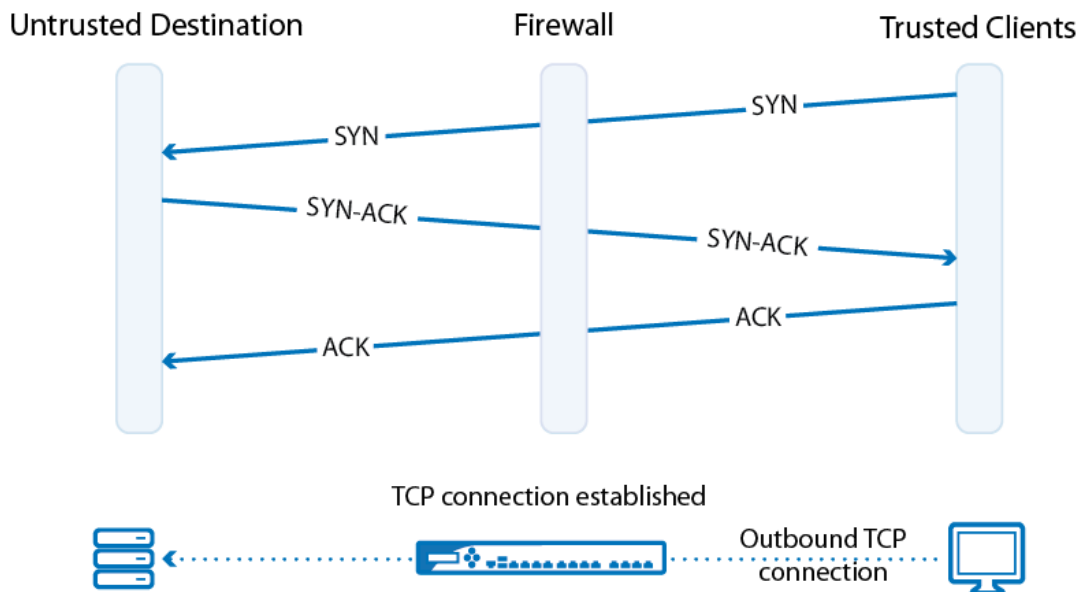 Untrusted Destination
Firewall
Trusted Clients
SYN
SYN
SYN-ACK
SYN-ACK
ACK
ACK
TCP connection established
Outbound TCP
connection